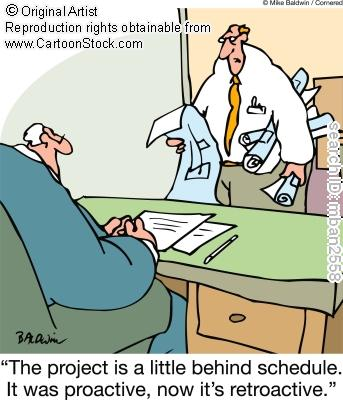 © Mike Baldwin / Cornered
© Original Artist
Reproduction rights obtainable from
www.CartoonStock.com
search ID: mban2558
BALDWIN
“The project is a little behind schedule.
It was proactive, now it’s retroactive.”